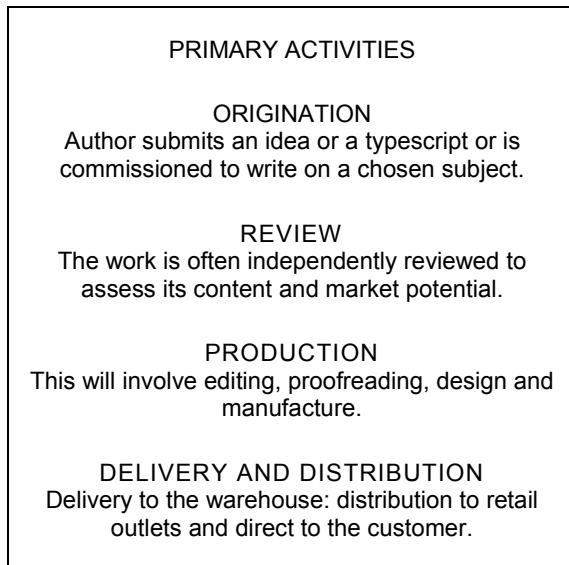 PRIMARY ACTIVITIES
ORIGINATION
Author submits an idea or a typescript or is
commissioned to write on a chosen subject.
REVIEW
The work is often independently reviewed to
assess its content and market potential.
PRODUCTION
This will involve editing, proofreading, design and
manufacture.
DELIVERY AND DISTRIBUTION
Delivery to the warehouse: distribution to retail
outlets and direct to the customer.